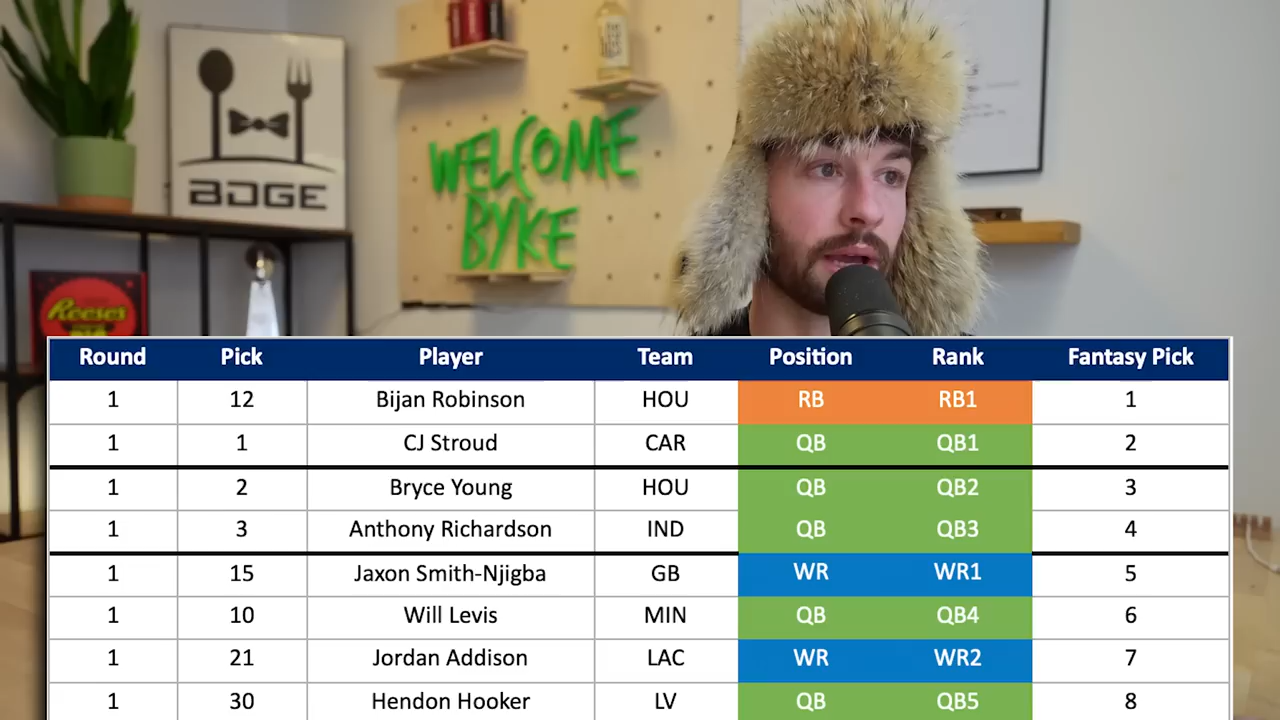 WELCOME
BYKE
BDGE
Reese's
Round Pick Player Team Position Rank Fantasy Pick
1 12 Bijan Robinson HOU RB RB1 1
1 1 CJ Stroud CAR QB QB1 2
1 2 Bryce Young HOU QB QB2 3
1 3 Anthony Richardson IND QB QB3 4
1 15 Jaxon Smith-Njigba GB WR WR1 5
1 10 Will Levis MIN QB QB4 6
1 21 Jordan Addison LAC WR WR2 7
1 30 Hendon Hooker LV QB QB5 8